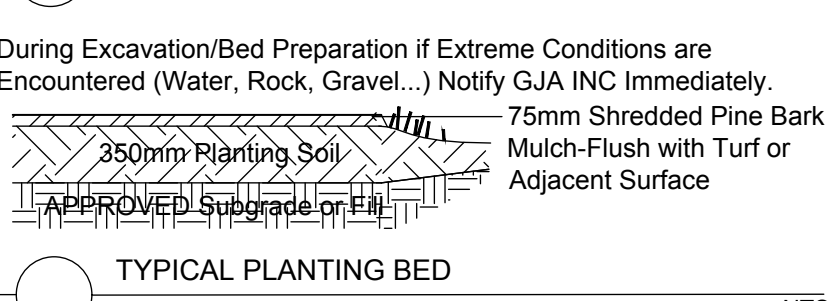 During Excavation/Bed Preparation if Extreme Conditions are
Encountered (Water, Rock, Gravel...) Notify GJA INC Immediately.
75mm Shredded Pine Bark
Mulch-Flush with Turf or
Adjacent Surface
350mm Planting Soil
APPROVED Subgrade or Fill
TYPICAL PLANTING BED